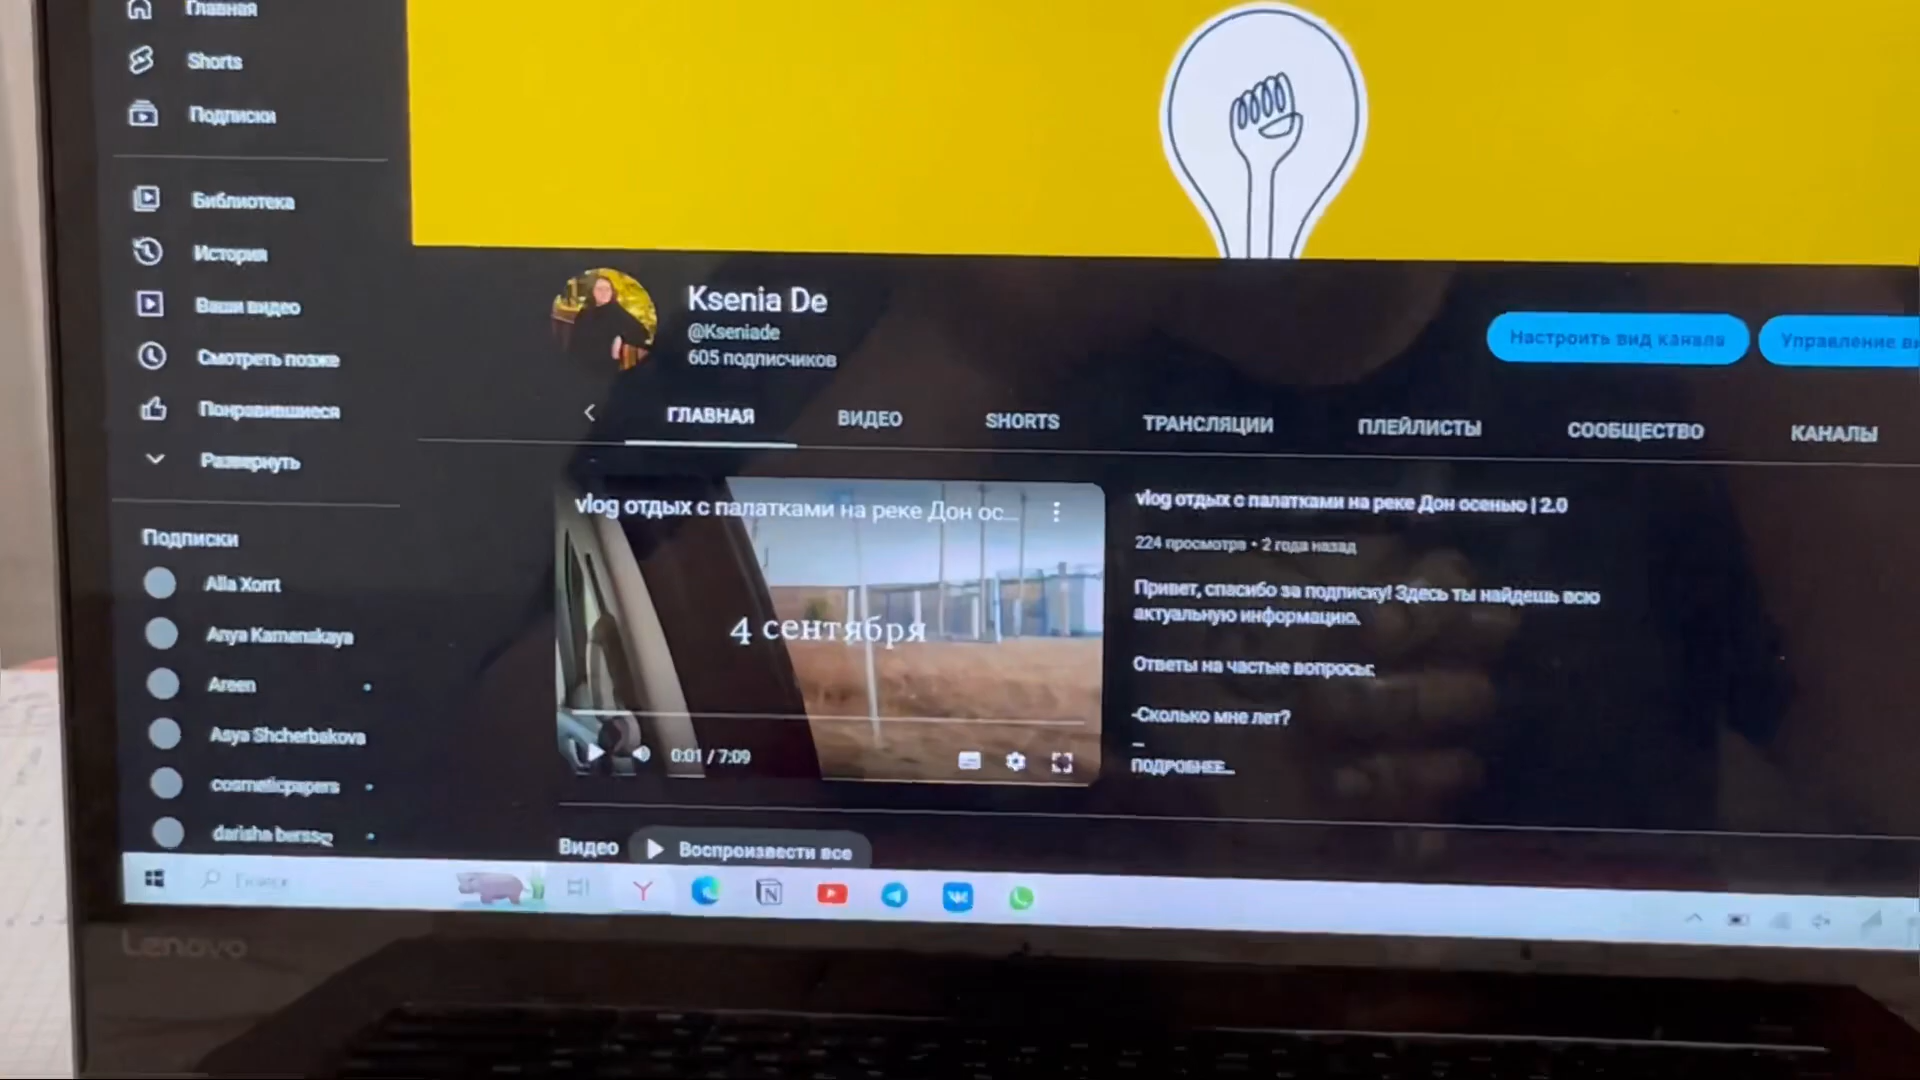 Главная
Shorts
Подписки
Библиотека
История
Ваши видео
Смотреть позже
Понравившиеся
Развернуть
Подписки
Alla Xorrt
Anya Kamenskaya
Areen
Asya Shcherbakova
cosmeticpapers
darisha berss
Ksenia De
@Kseniade
605 подписчиков
Настроить вид канала
Управление ви
ГЛАВНАЯ
ВИДЕО
SHORTS
ТРАНСЛЯЦИИ
ПЛЕЙЛИСТЫ
СООБЩЕСТВО
КАНАЛЫ
vlog отдых с палатками на реке Дон ос...
4 сентября
0:01 / 7:09
vlog отдых с палатками на реке Дон осенью | 2.0
224 просмотра • 2 года назад
Привет, спасибо за подписку! Здесь ты найдешь всю
актуальную информацию.
Ответы на частые вопросы:
-Сколько мне лет?
–
ПОДРОБНЕЕ...
Видео
Воспроизвести все
Поиск
Lenovo